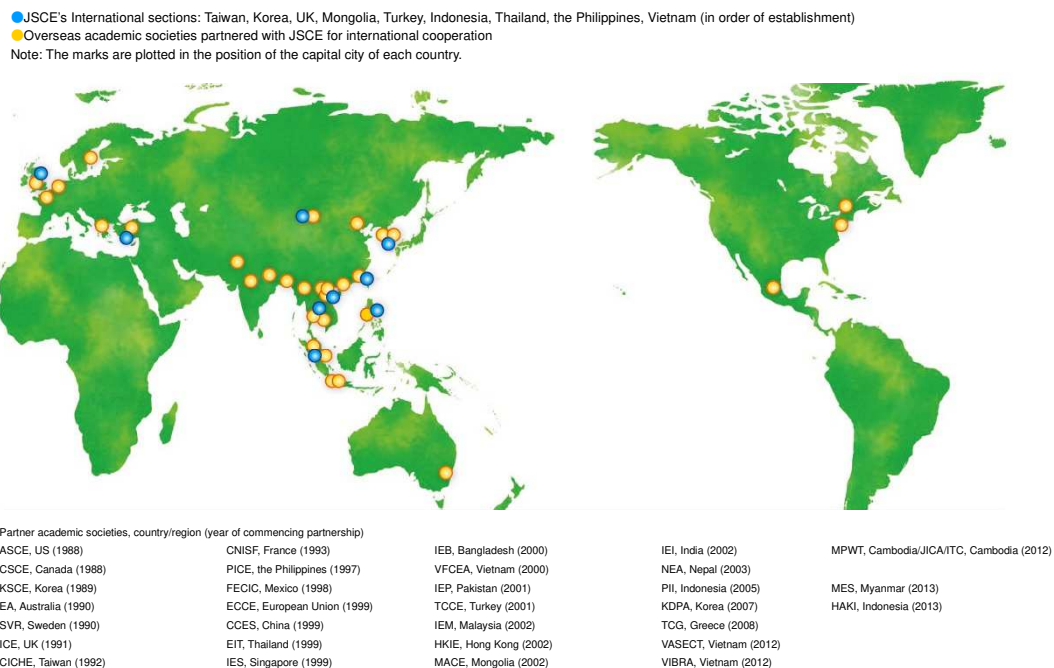 JSCE's International sections: Taiwan, Korea, UK, Mongolia, Turkey, Indonesia, Thailand, the Philippines, Vietnam (in order of establishment)
Overseas academic societies partnered with JSCE for international cooperation
Note: The marks are plotted in the position of the capital city of each country.
Partner academic societies, country/region (year of commencing partnership)
ASCE, US (1988)
CSCE, Canada (1988)
KSCE, Korea (1989)
EA, Australia (1990)
SVR, Sweden (1990)
ICE, UK (1991)
CICHE, Taiwan (1992)
CNISF, France (1993)
PICE, the Philippines (1997)
FECIC, Mexico (1998)
ECCE, European Union (1999)
CCES, China (1999)
EIT, Thailand (1999)
IES, Singapore (1999)
IEB, Bangladesh (2000)
VFCEA, Vietnam (2000)
IEP, Pakistan (2001)
TCCE, Turkey (2001)
IEM, Malaysia (2002)
HKIE, Hong Kong (2002)
MACE, Mongolia (2002)
IEI, India (2002)
NEA, Nepal (2003)
PII, Indonesia (2005)
KDPA, Korea (2007)
TCG, Greece (2008)
VASECT, Vietnam (2012)
VIBRA, Vietnam (2012)
MPWT, Cambodia/JICA/ITC, Cambodia (2012)
MES, Myanmar (2013)
HAKI, Indonesia (2013)